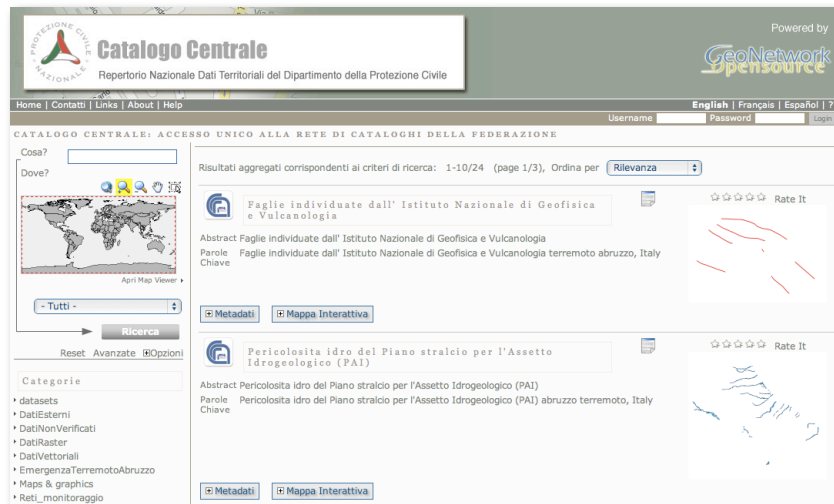 PROTEZIONE CIVILE
NAZIONALE
Catalogo Centrale
Repertorio Nazionale Dati Territoriali del Dipartimento della Protezione Civile
Powered by
GeoNetwork
Opensource
Home | Contatti | Links | About | Help
English | Français | Español | ?
Username
Password
Login
CATALOGO CENTRALE: ACCESSO UNICO ALLA RETE DI CATALOGHI DELLA FEDERAZIONE
Cosa?
Dove?
Apri Map Viewer
- Tutti -
Ricerca
Reset Avanzate Opzioni
Categorie
datasets
DatiEsterni
DatiNonVerificati
DatiRaster
DatiVettoriali
EmergenzaTerremotoAbruzzo
Maps & graphics
Reti_monitoraggio
Risultati aggregati corrispondenti ai criteri di ricerca: 1-10/24 (page 1/3), Ordina per Rilevanza
Faglie individuate dall' Istituto Nazionale di Geofisica
e Vulcanologia
Rate It
Abstract Faglie individuate dall' Istituto Nazionale di Geofisica e Vulcanologia
Parole Faglie individuate dall' Istituto Nazionale di Geofisica e Vulcanologia terremoto abruzzo, Italy
Chiave
Metadati
Mappa Interattiva
Pericolosita idro del Piano stralcio per l'Assetto
Idrogeologico (PAI)
Rate It
Abstract Pericolosita idro del Piano stralcio per l'Assetto Idrogeologico (PAI)
Parole Pericolosita idro del Piano stralcio per l'Assetto Idrogeologico (PAI) abruzzo terremoto, Italy
Chiave
Metadati
Mappa Interattiva